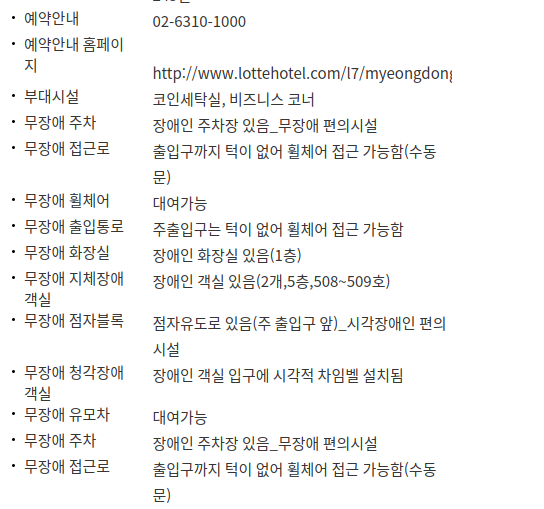 • 예약안내 02-6310-1000
• 예약안내 홈페이
지
http://www.lottehotel.com/l7/myeongdong
• 부대시설 코인세탁실, 비즈니스 코너
• 무장애 주차 장애인 주차장 있음_무장애 편의시설
• 무장애 접근로 출입구까지 턱이 없어 휠체어 접근 가능함(수동
문)
• 무장애 휠체어 대여가능
• 무장애 출입통로 주출입구는 턱이 없어 휠체어 접근 가능함
• 무장애 화장실 장애인 화장실 있음(1층)
• 무장애 지체장애 장애인 객실 있음(2개,5층,508~509호)
객실
• 무장애 점자블록 점자유도로 있음(주 출입구 앞)_시각장애인 편의
시설
• 무장애 청각장애 장애인 객실 입구에 시각적 차임벨 설치됨
객실
• 무장애 유모차 대여가능
• 무장애 주차 장애인 주차장 있음_무장애 편의시설
• 무장애 접근로 출입구까지 턱이 없어 휠체어 접근 가능함(수동
문)